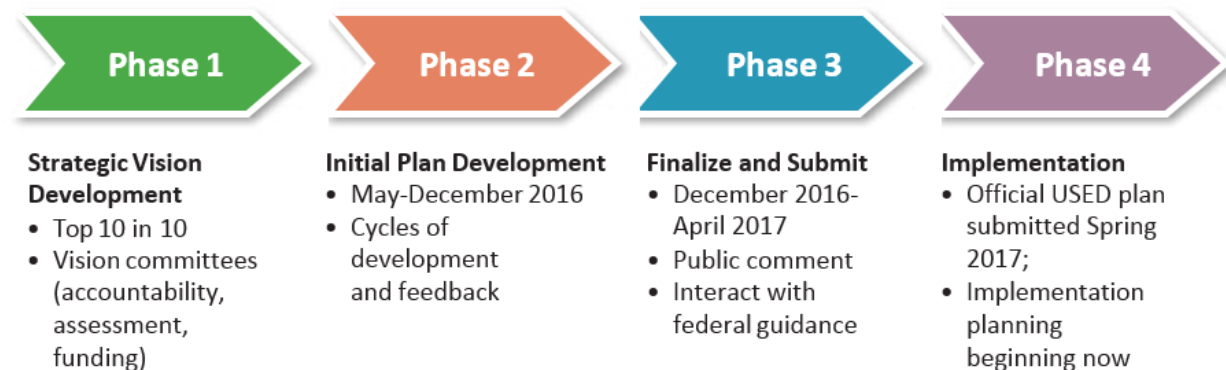 Phase 1
Phase 2
Phase 3
Phase 4
Strategic Vision
Development
• Top 10 in 10
• Vision committees
(accountability,
assessment,
funding)
Initial Plan Development
• May-December 2016
• Cycles of
development
and feedback
Finalize and Submit
• December 2016-
April 2017
• Public comment
• Interact with
federal guidance
Implementation
• Official USED plan
submitted Spring
2017;
• Implementation
planning
beginning now